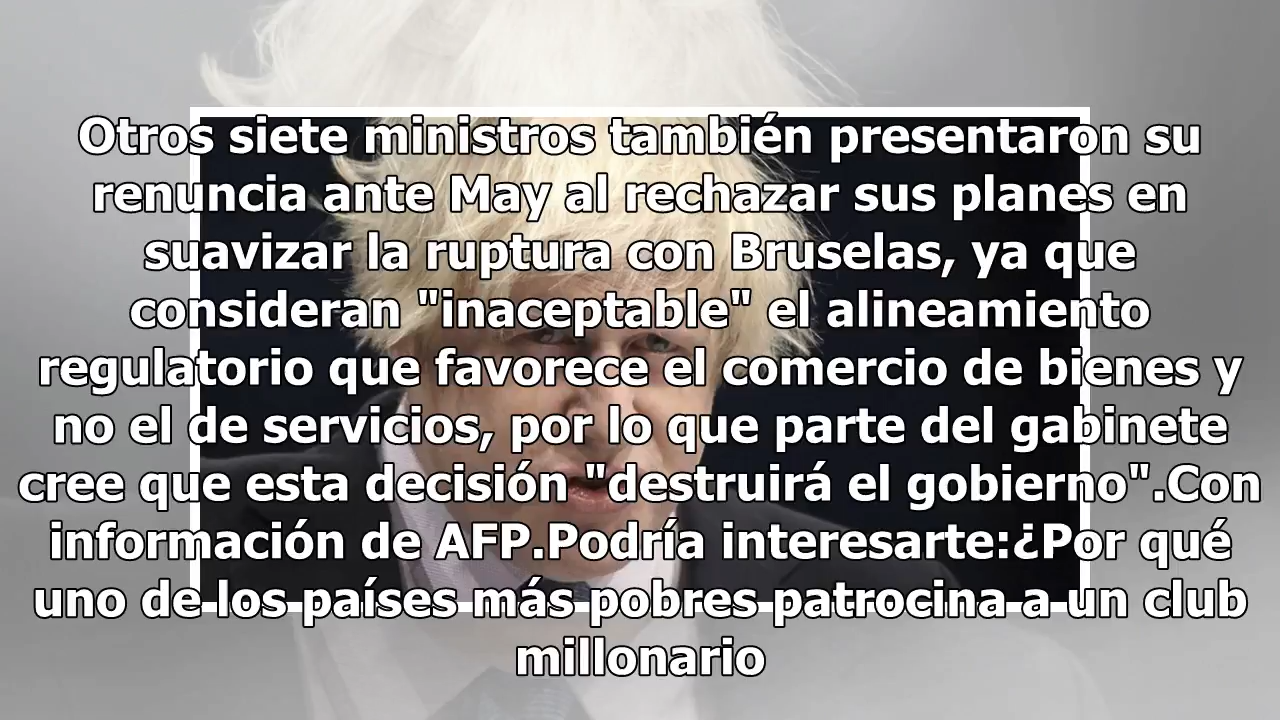 Otros siete ministros también presentaron su
renuncia ante May al rechazar sus planes en
suavizar la ruptura con Bruselas, ya que
consideran "inaceptable" el alineamiento
regulatorio que favorece el comercio de bienes y
no el de servicios, por lo que parte del gabinete
cree que esta decisión "destruirá el gobierno".Con
información de AFP.Podría interesarte:¿Por qué
uno de los países más pobres patrocina a un club
millonario